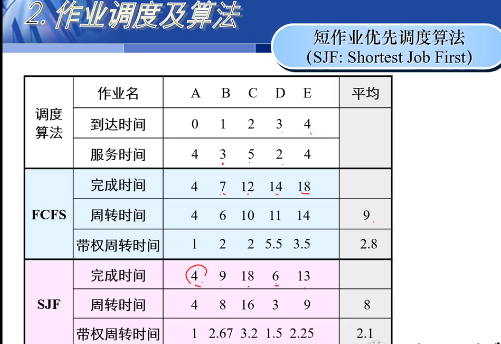 2. 作业调度及算法
短作业优先调度算法
(SJF: Shortest Job First)
调度算法 作业名 A B C D E 平均
到达时间 0 1 2 3 4
服务时间 4 3 5 2 4
FCFS 完成时间 4 7 12 14 18
周转时间 4 6 10 11 14 9
带权周转时间 1 2 2 5.5 3.5 2.8
SJF 完成时间 4 9 18 6 13
周转时间 4 8 16 3 9 8
带权周转时间 1 2.67 3.2 1.5 2.25 2.1